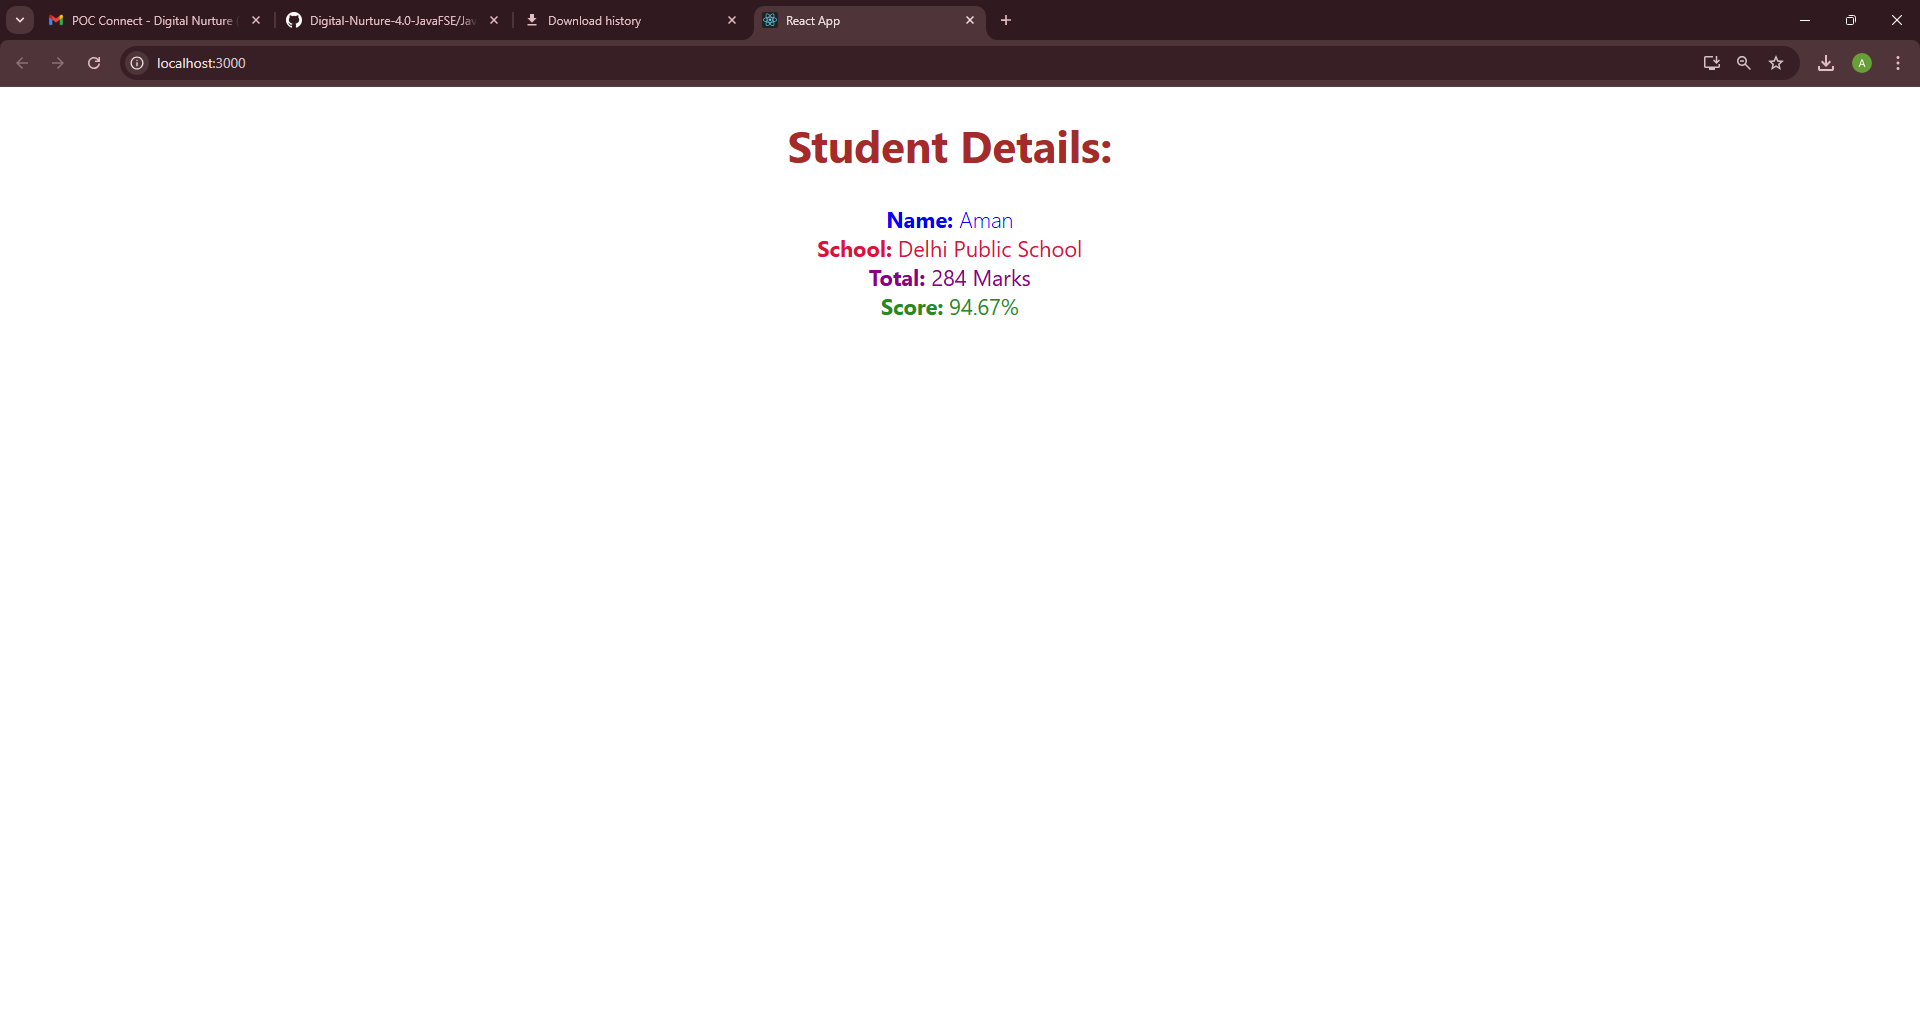 POC Connect - Digital Nurture
Digital-Nurture-4.0-JavaFSE/Jav
Download history
React App
localhost:3000
A
Student Details:
Name: Aman
School: Delhi Public School
Total: 284 Marks
Score: 94.67%